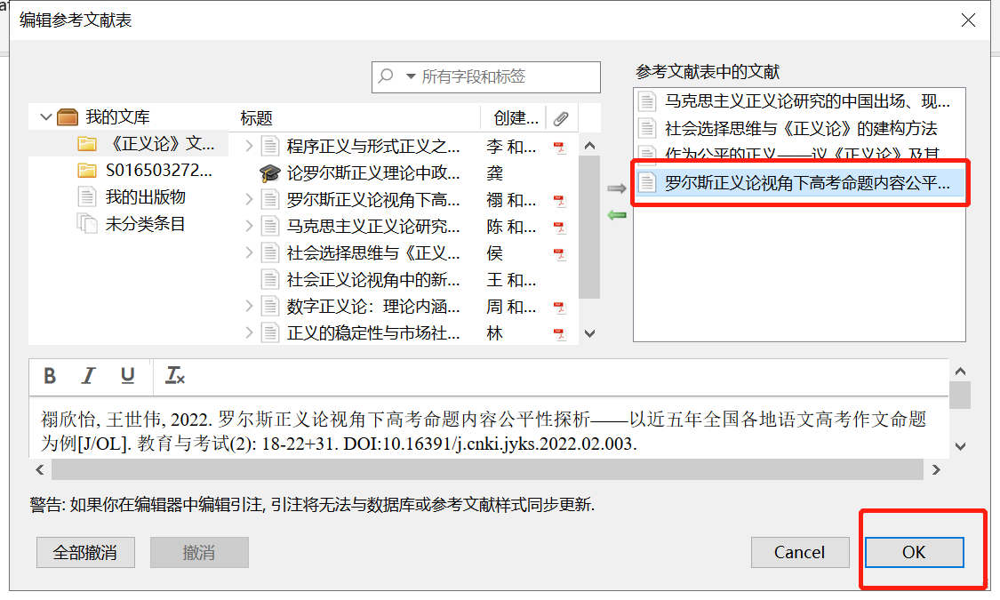 编辑参考文献表
所有字段和标签
参考文献表中的文献
我的文库
《正义论》文...
S016503272...
我的出版物
未分类条目
标题 创建...
程序正义与形式正义之... 李 和...
论罗尔斯正义理论中政... 龚
罗尔斯正义论视角下高... 禤 和...
马克思主义正义论研究... 陈 和...
社会选择思维与《正义... 侯
社会正义论视角中的新... 王 和...
数字正义论：理论内涵... 周 和...
正义的稳定性与市场社... 林
马克思主义正义论研究的中国出场、现...
社会选择思维与《正义论》的建构方法
作为公平的正义——议《正义论》及其
罗尔斯正义论视角下高考命题内容公平...
B I U Tx
禤欣怡, 王世伟, 2022. 罗尔斯正义论视角下高考命题内容公平性探析——以近五年全国各地语文高考作文命题
为例[J/OL]. 教育与考试(2): 18-22+31. DOI:10.16391/j.cnki.jyks.2022.02.003.
警告: 如果你在编辑器中编辑引注, 引注将无法与数据库或参考文献样式同步更新.
全部撤消 撤消 Cancel OK